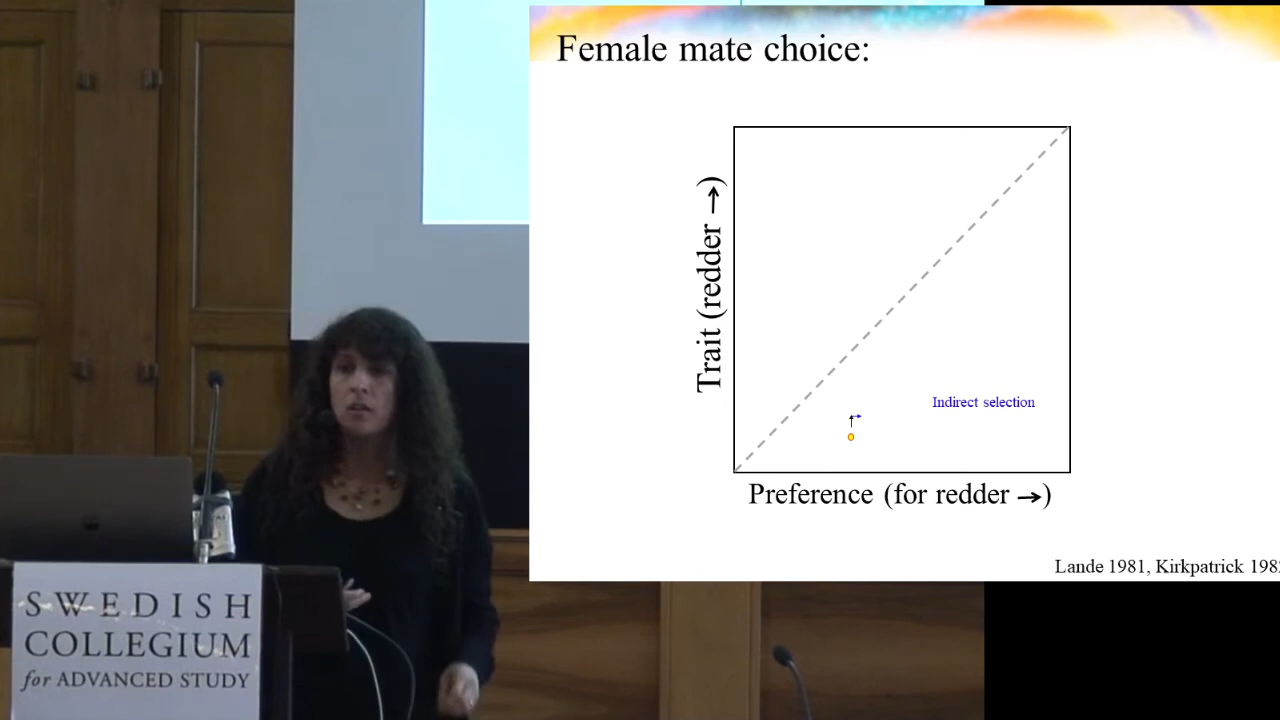 Female mate choice:
Trait (redder →)
Indirect selection
Preference (for redder →)
Lande 1981, Kirkpatrick 198
SWEDISH
COLLEGIUM
for ADVANCED STUDY